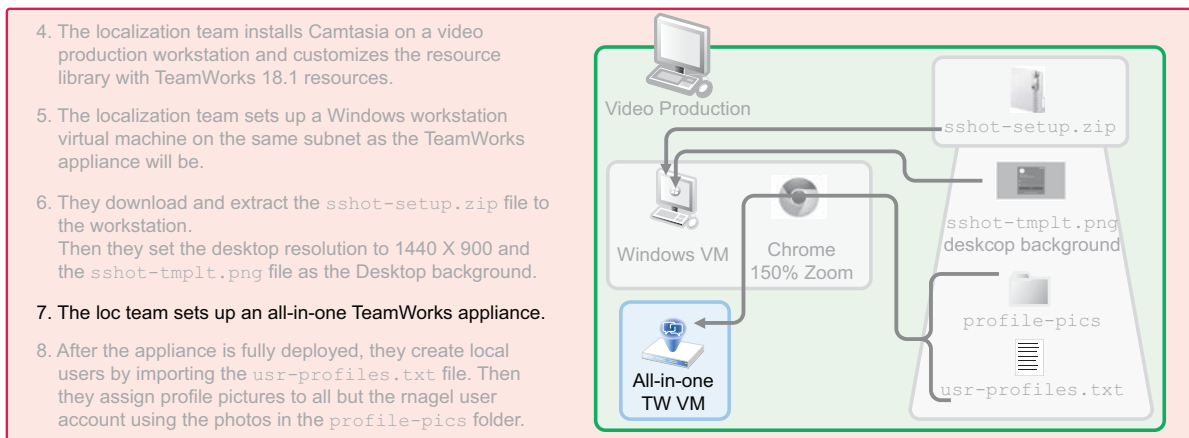 4. The localization team installs Camtasia on a video
production workstation and customizes the resource
library with TeamWorks 18.1 resources.
5. The localization team sets up a Windows workstation
virtual machine on the same subnet as the TeamWorks
appliance will be.
6. They download and extract the sshot-setup.zip file to
the workstation.
Then they set the desktop resolution to 1440 X 900 and
the sshot-tmplt.png file as the Desktop background.
7. The loc team sets up an all-in-one TeamWorks appliance.
8. After the appliance is fully deployed, they create local
users by importing the usr-profiles.txt file. Then
they assign profile pictures to all but the rnagel user
account using the photos in the profile-pics folder.
Video Production
sshot-setup.zip
sshot-tmplt.png
deskcop background
Windows VM
Chrome
150% Zoom
profile-pics
usr-profiles.txt
All-in-one
TW VM